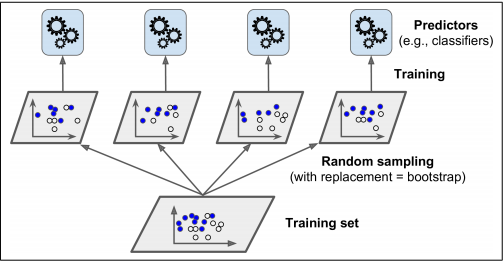 Predictors
(e.g., classifiers)
Training
Random sampling
(with replacement = bootstrap)
Training set